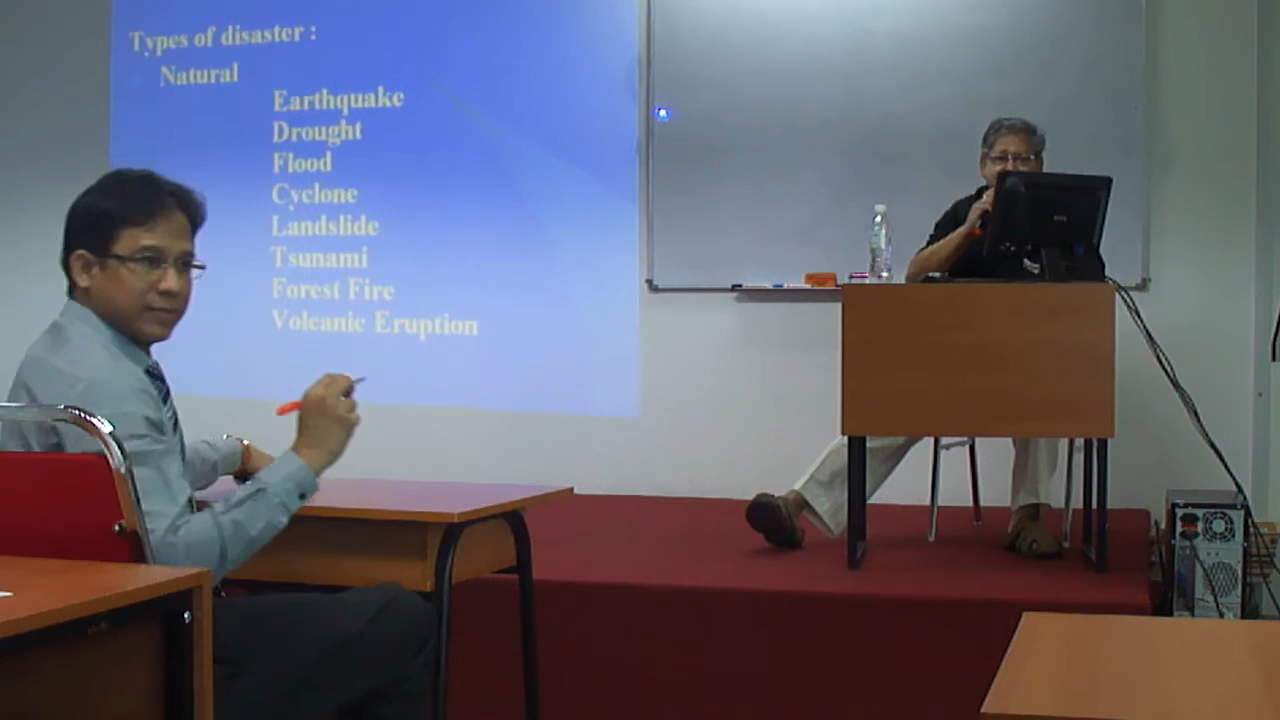 Types of disaster :
Natural
Earthquake
Drought
Flood
Cyclone
Landslide
Tsunami
Forest Fire
Volcanic Eruption